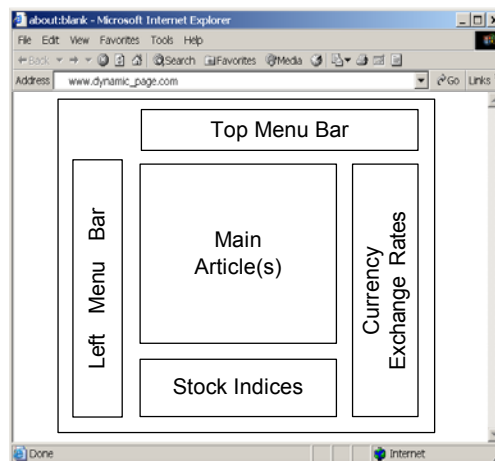 about:blank - Microsoft Internet Explorer
File Edit View Favorites Tools Help
Back Search Favorites Media
Address www.dynamic_page.com Go Links
Top Menu Bar
Left Menu Bar
Main
Article(s)
Currency
Exchange Rates
Stock Indices
Done Internet